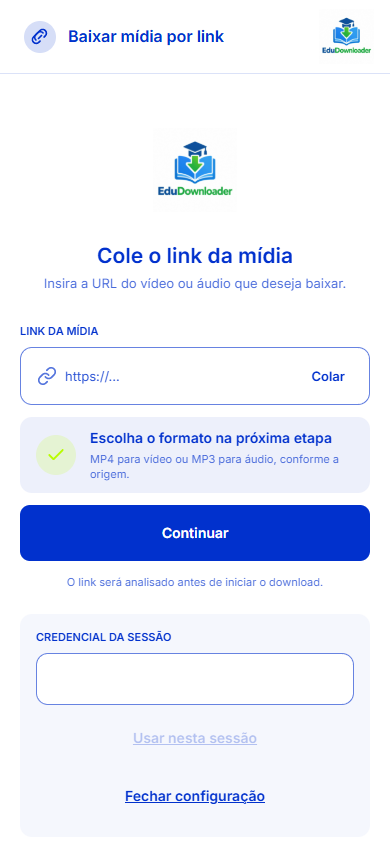 Baixar mídia por link
EduDownloader
EduDownloader
Cole o link da mídia
Insira a URL do vídeo ou áudio que deseja baixar.
LINK DA MÍDIA
https://...
Colar
Escolha o formato na próxima etapa
MP4 para vídeo ou MP3 para áudio, conforme a
origem.
Continuar
O link será analisado antes de iniciar o download.
CREDENCIAL DA SESSÃO
Usar nesta sessão
Fechar configuração